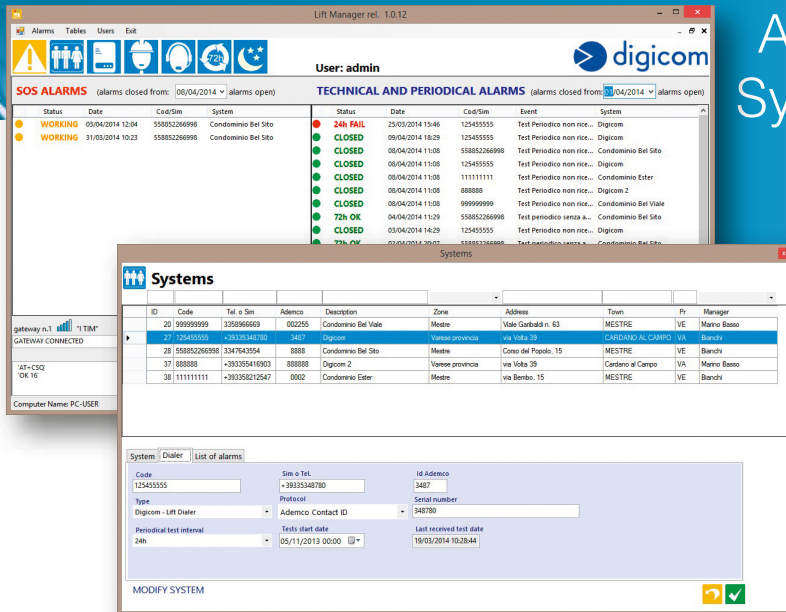 Lift Manager rel. 1.0.12
Alarms Tables Users Exit
72h
User: admin
digicom
A
Sy
SOS ALARMS (alarms closed from: 08/04/2014 alarms open)
TECHNICAL AND PERIODICAL ALARMS (alarms closed from: 01/04/2014 alarms open)
Status Date Cod/Sim System
WORKING 03/04/2014 12:04 558852266998 Condominio Bel Sito
WORKING 31/03/2014 10:23 558852266998 Condominio Bel Sito
Status Date Cod/Sim Event System
24h FAIL 25/03/2014 15:46 125455555 Test Periodico non rice... Digicom
CLOSED 09/04/2014 18:29 125455555 Test Periodico non rice... Digicom
CLOSED 08/04/2014 11:08 558852266998 Test Periodico non rice... Condominio Bel Sito
CLOSED 08/04/2014 11:08 125455555 Test Periodico non rice... Digicom
CLOSED 08/04/2014 11:08 111111111 Test Periodico non rice... Condominio Ester
CLOSED 08/04/2014 11:08 888888 Test Periodico non rice... Digicom 2
CLOSED 08/04/2014 11:08 999999999 Test Periodico non rice... Condominio Bel Viale
72h OK 04/04/2014 11:29 558852266998 Test periodico senza a... Condominio Bel Sito
CLOSED 03/04/2014 14:29 125455555 Test Periodico non rice... Digicom
72h OK 02/04/2014 20:07 558852266998 Test periodico senza a... Condominio Bel Sito
gateway n.1 "I TIM"
GATEWAY CONNECTED
'AT+CSQ'
'OK 16'
Computer Name: PC-USER
Systems
Systems
ID Code Tel. o Sim Ademco Description Zone Address Town Pr Manager
20 999999999 3358966669 002255 Condominio Bel Viale Mestre Viale Garibaldi n. 63 MESTRE VE Marino Basso
27 125455555 +39335348780 3487 Digicom Varese provincia via Volta 39 CARDANO AL CAMPO VA Bianchi
28 558852266998 3347643554 8888 Condominio Bel Sito Mestre Corso del Popolo, 15 MESTRE VE Bianchi
37 888888 +393355416903 888888 Digicom 2 Varese provincia via Volta 39 Cardano al Campo VA Marino Basso
38 111111111 +393358212547 0002 Condominio Ester Mestre via Bembo, 15 MESTRE VE Bianchi
System Dialer List of alarms
Code Sim o Tel. Id Ademco
125455555 +39335348780 3487
Type Protocol Serial number
Digicom - Lift Dialer Ademco Contact ID 348780
Periodical test interval Tests start date Last received test date
24h 05/11/2013 00:00 19/03/2014 10:28:44
MODIFY SYSTEM